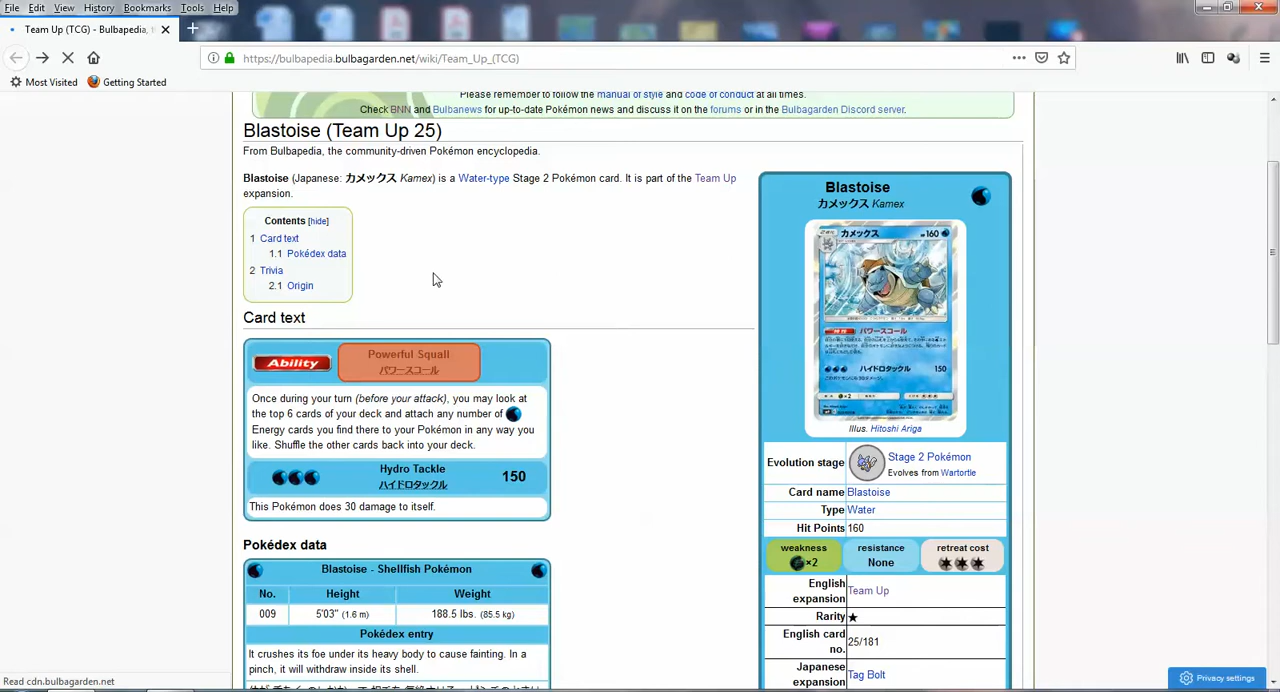 File Edit View History Bookmarks Tools Help
Team Up (TCG) - Bulbapedia, t
https://bulbapedia.bulbagarden.net/wiki/Team_Up_(TCG)
Most Visited Getting Started
Please remember to follow the manual of style and code of conduct at all times.
Check BNN and Bulbanews for up-to-date Pokémon news and discuss it on the forums or in the Bulbagarden Discord server.
Blastoise (Team Up 25)
From Bulbapedia, the community-driven Pokémon encyclopedia.
Blastoise (Japanese: カメックス Kamex) is a Water-type Stage 2 Pokémon card. It is part of the Team Up
expansion.
Contents [hide]
1 Card text
1.1 Pokédex data
2 Trivia
2.1 Origin
Card text
Ability
Powerful Squall
パワースコール
Once during your turn (before your attack), you may look at
the top 6 cards of your deck and attach any number of
Energy cards you find there to your Pokémon in any way you
like. Shuffle the other cards back into your deck.
Hydro Tackle 150
ハイドロタックル
This Pokémon does 30 damage to itself.
Pokédex data
Blastoise - Shellfish Pokémon
No. Height Weight
009 5'03" (1.6 m) 188.5 lbs. (85.5 kg)
Pokédex entry
It crushes its foe under its heavy body to cause fainting. In a
pinch, it will withdraw inside its shell.
Blastoise
カメックス Kamex
カメックス 160
パワースコール
ハイドロタックル 150
×2
Illus. Hitoshi Ariga
Evolution stage Stage 2 Pokémon
Evolves from Wartortle
Card name Blastoise
Type Water
Hit Points 160
weakness resistance retreat cost
×2 None
English
expansion Team Up
Rarity ★
English card
no. 25/181
Japanese
expansion Tag Bolt
Read cdn.bulbagarden.net
Privacy settings